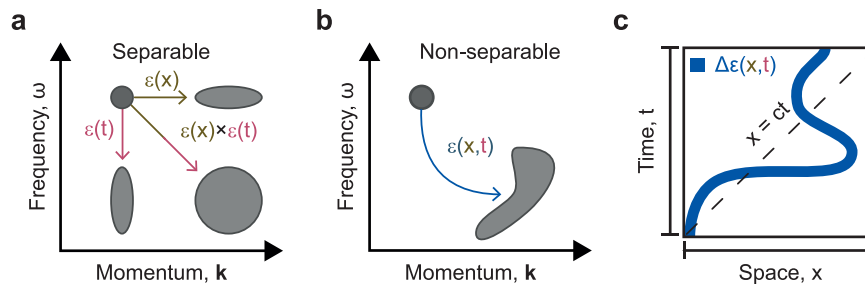 a
Separable
Frequency, ω
ε(x)
ε(t)
ε(x)×ε(t)
Momentum, k
b
Non-separable
Frequency, ω
ε(x,t)
Momentum, k
c
Δε(x,t)
x = ct
Time, t
Space, x